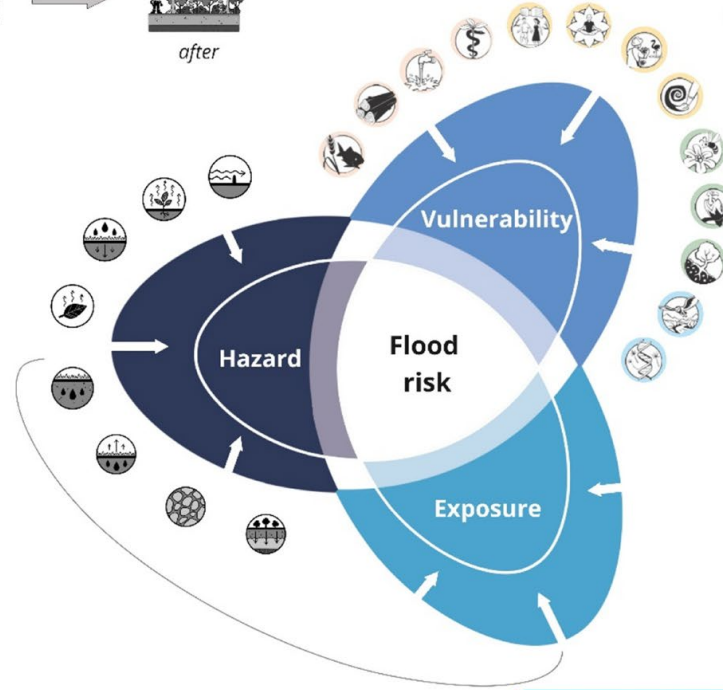 after
Vulnerability
Hazard
Flood
risk
Exposure